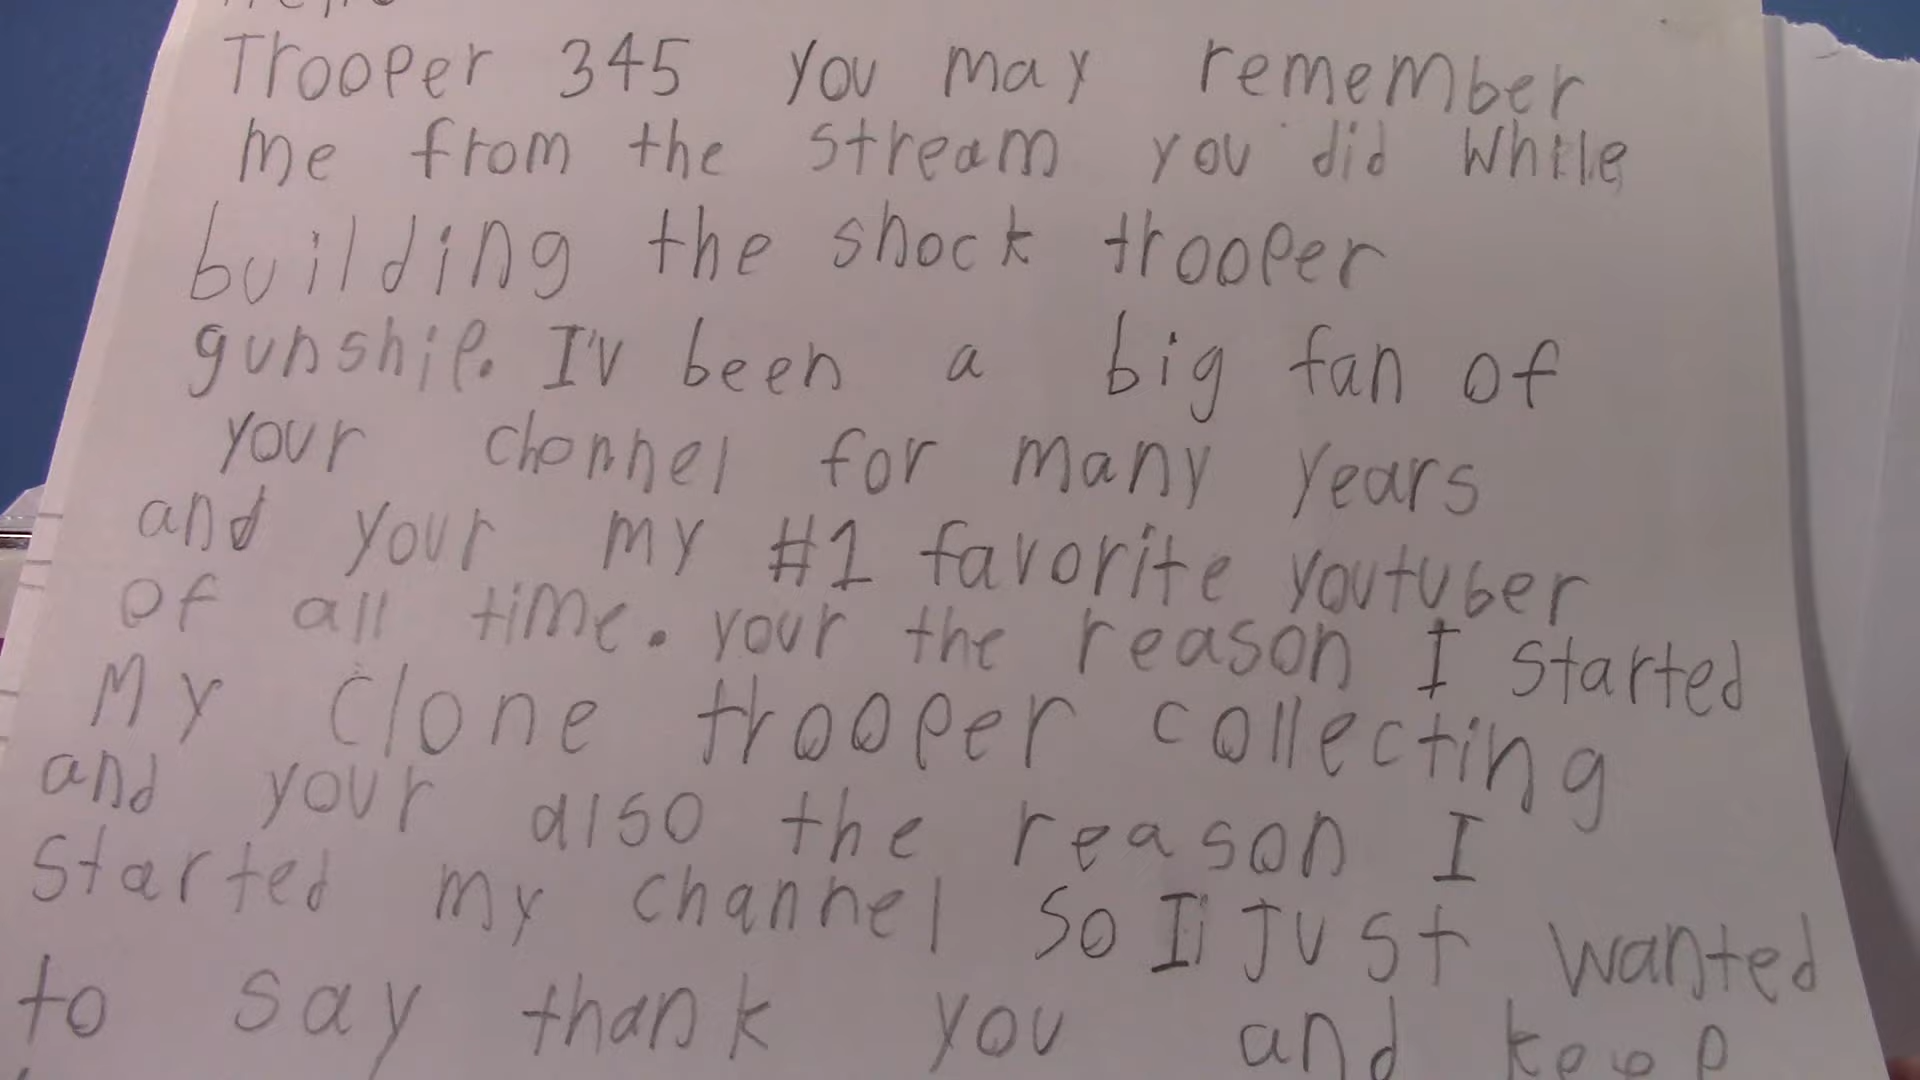 Trooper 345 you may remember
me from the stream you did while
building the shock trooper
gunship. I'v been a big fan of
your chonnel for many years
and your my #1 favorite youtuber
of all time. your the reason I started
My Clone trooper collecting
and your also the reason I
started my channel so I just wanted
to say thank you and keep